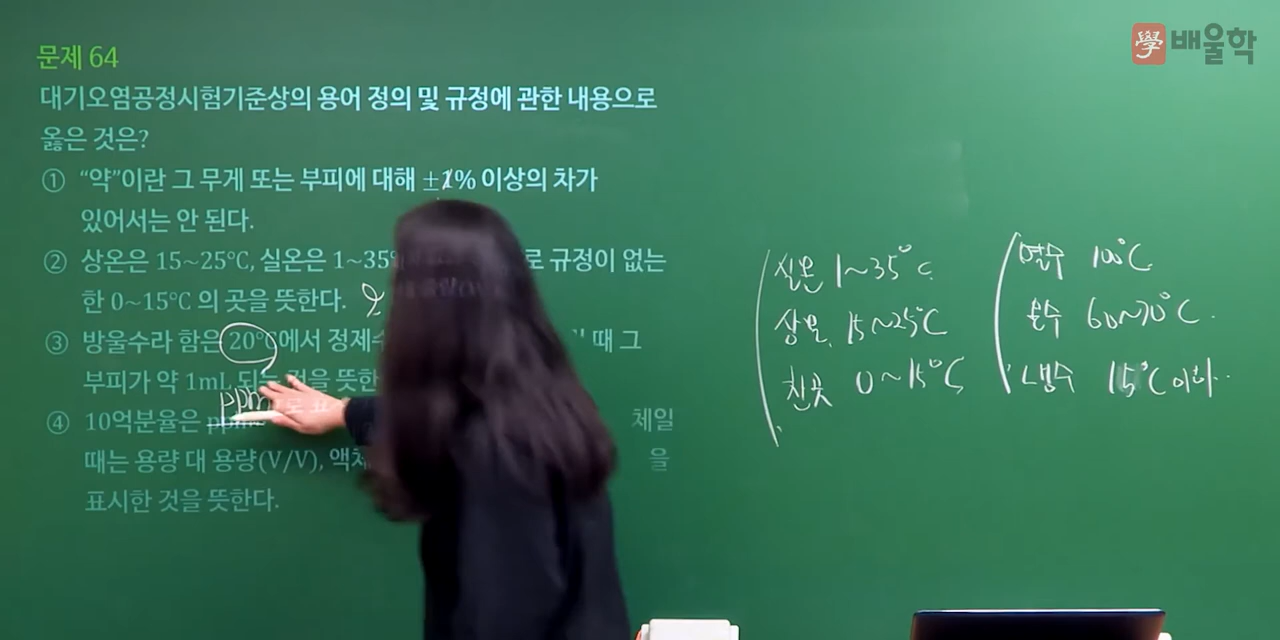 배울학
문제 64
대기오염공정시험기준상의 용어 정의 및 규정에 관한 내용으로
옳은 것은?
① “약”이란 그 무게 또는 부피에 대해 ±1% 이상의 차가
있어서는 안 된다.
② 상온은 15~25℃, 실온은 1~35 로 규정이 없는
한 0~15℃ 의 곳을 뜻한다.
③ 방울수라 함은 20℃에서 정제수 때 그
부피가 약 1mL 되는 것을 뜻한
ppm
④ 10억분율은 체일
때는 용량 대 용량(V/V), 액체 을
표시한 것을 뜻한다.
실온 1~35°C
상온 15~25°C
찬곳 0~15°C
열수 100°C
온수 60~70°C
냉수 15°C 이하